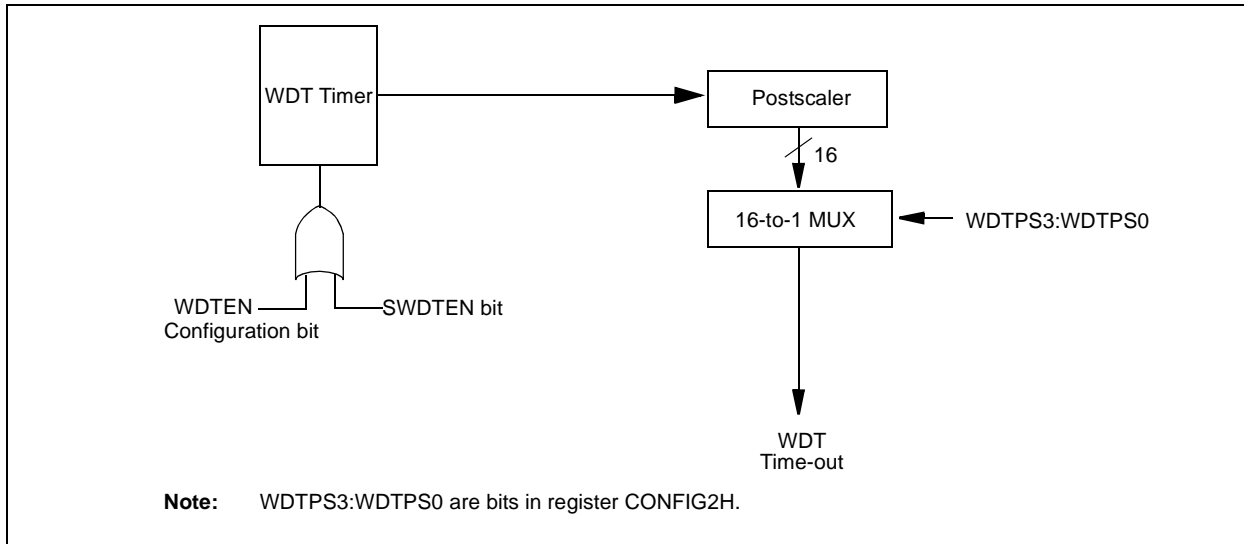 WDT Timer
Postscaler
16
16-to-1 MUX
WDTPS3:WDTPS0
WDTEN
Configuration bit
SWDTEN bit
WDT
Time-out
Note: WDTPS3:WDTPS0 are bits in register CONFIG2H.